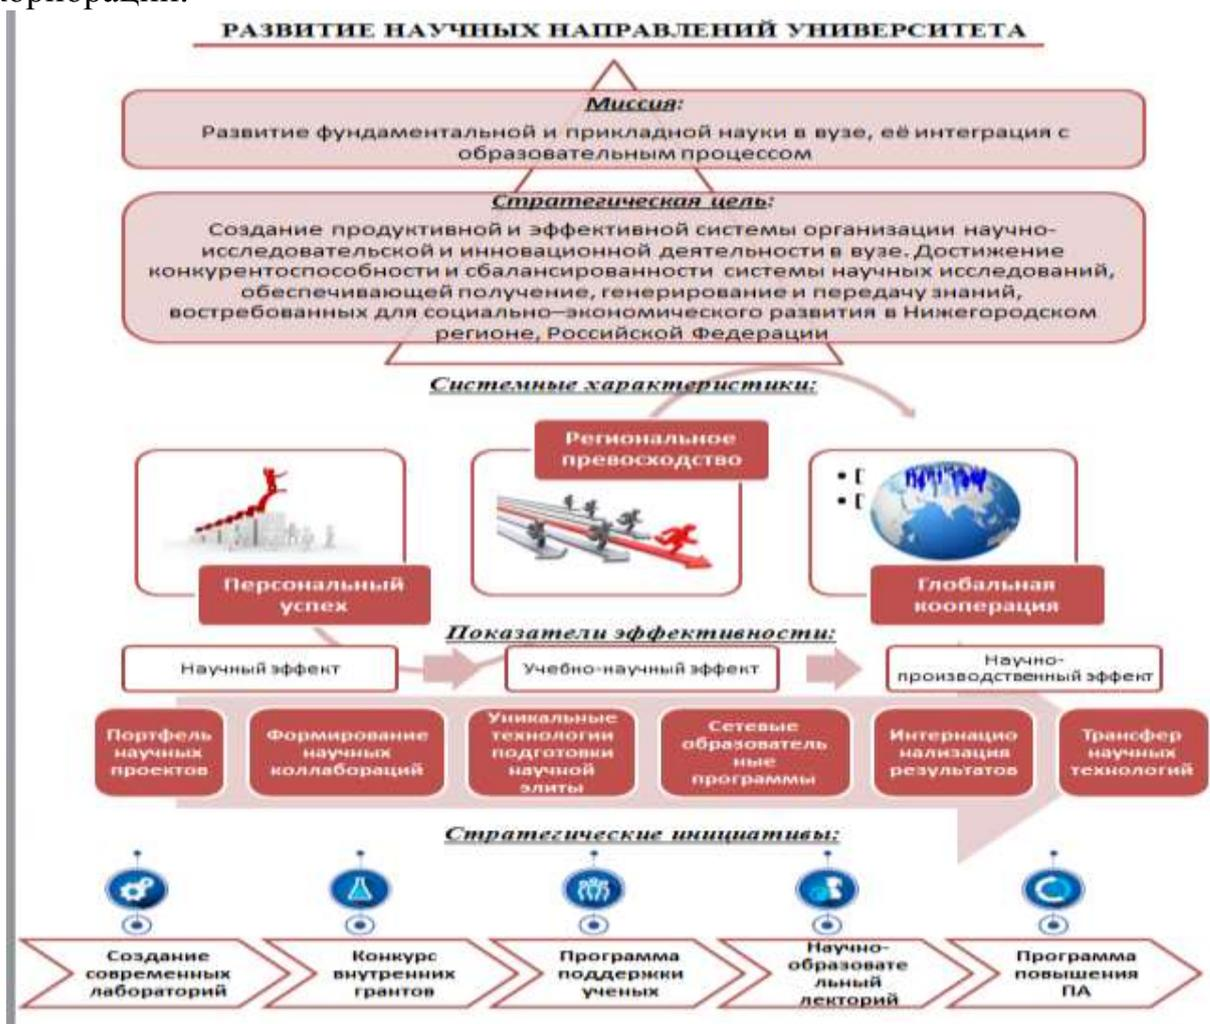 РАЗВИТИЕ НАУЧНЫХ НАПРАВЛЕНИЙ УНИВЕРСИТЕТА
Миссия:
Развитие фундаментальной и прикладной науки в вузе, её интеграция с
образовательным процессом
Стратегическая цель:
Создание продуктивной и эффективной системы организации научно-
исследовательской и инновационной деятельности в вузе. Достижение
конкурентоспособности и сбалансированности системы научных исследований,
обеспечивающей получение, генерирование и передачу знаний,
востребованных для социально–экономического развития в Нижегородском
регионе, Российской Федерации
Системные характеристики:
Региональное
превосходство
Персональный
успех
Глобальная
кооперация
Показатели эффективности:
Научный эффект
Учебно-научный эффект
Научно-
производственный эффект
Портфель
научных
проектов
Формирование
научных
коллабораций
Уникальные
технологии
подготовки
научной
элиты
Сетевые
образователь
ные
программы
Интернацио
нализация
результатов
Трансфер
научных
технологий
Стратегические инициативы:
Создание
современных
лабораторий
Конкурс
внутренних
грантов
Программа
поддержки
ученых
Научно-
образовате
льный
лекторий
Программа
повышения
ПА